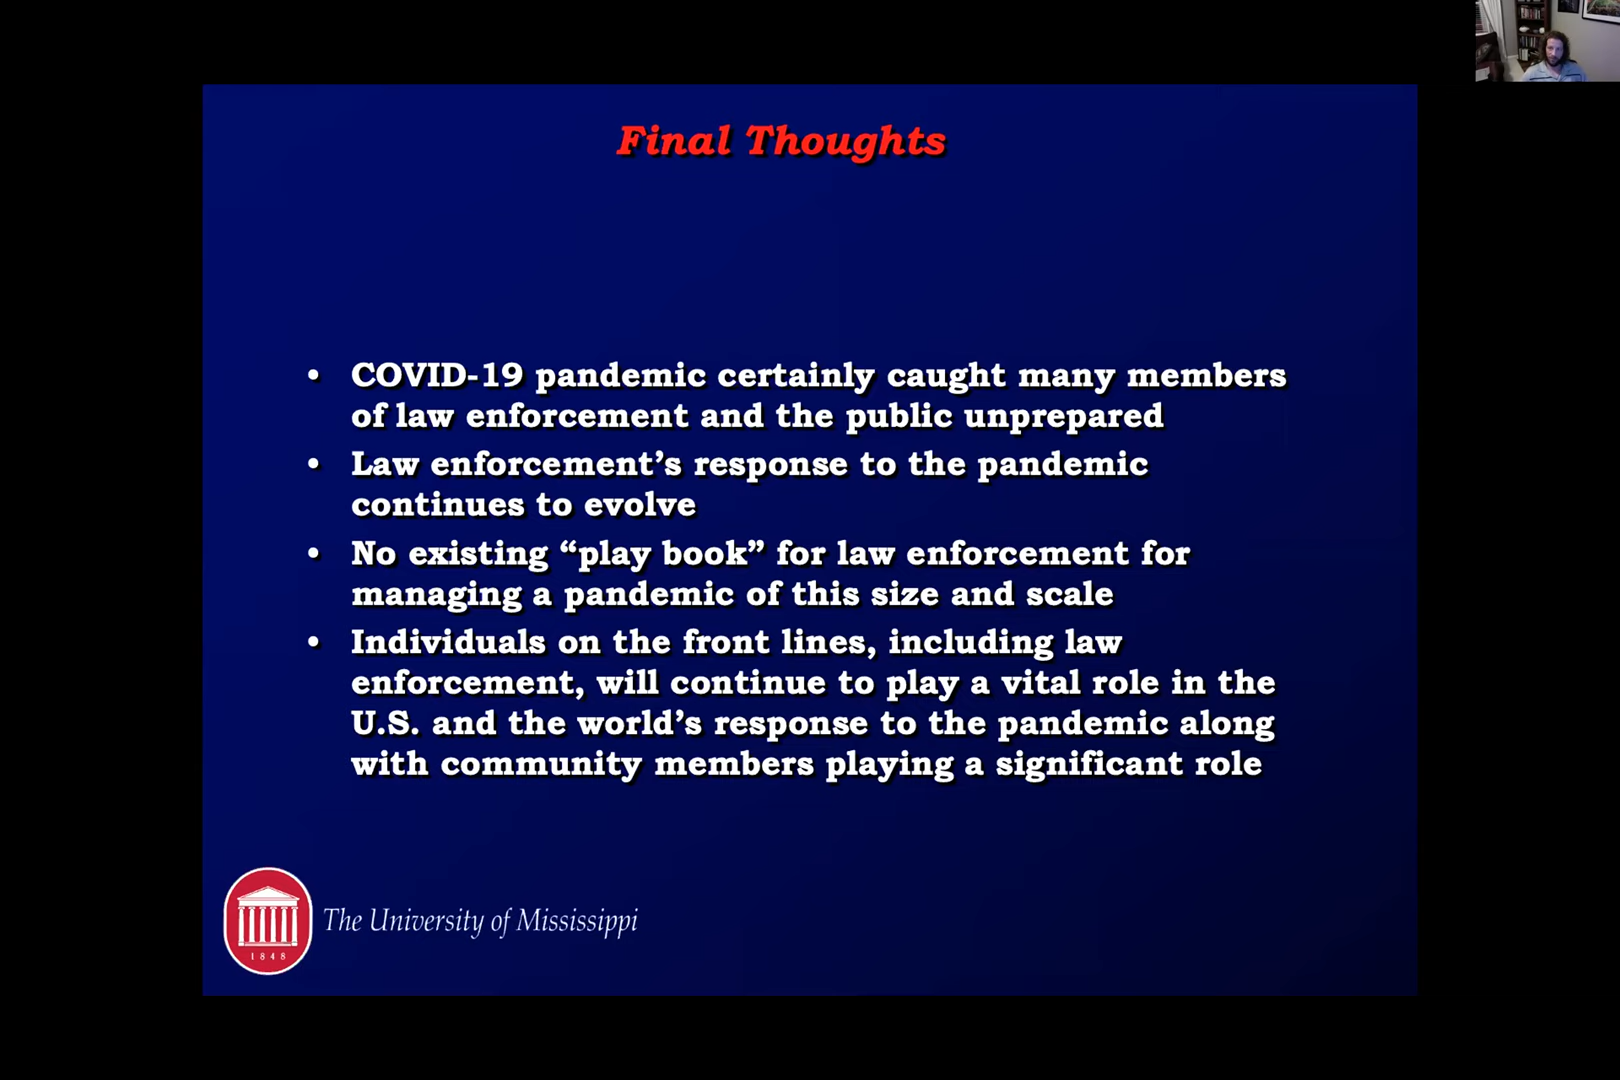 Final Thoughts
• COVID-19 pandemic certainly caught many members
of law enforcement and the public unprepared
• Law enforcement’s response to the pandemic
continues to evolve
• No existing “play book” for law enforcement for
managing a pandemic of this size and scale
• Individuals on the front lines, including law
enforcement, will continue to play a vital role in the
U.S. and the world’s response to the pandemic along
with community members playing a significant role
The University of Mississippi
1848